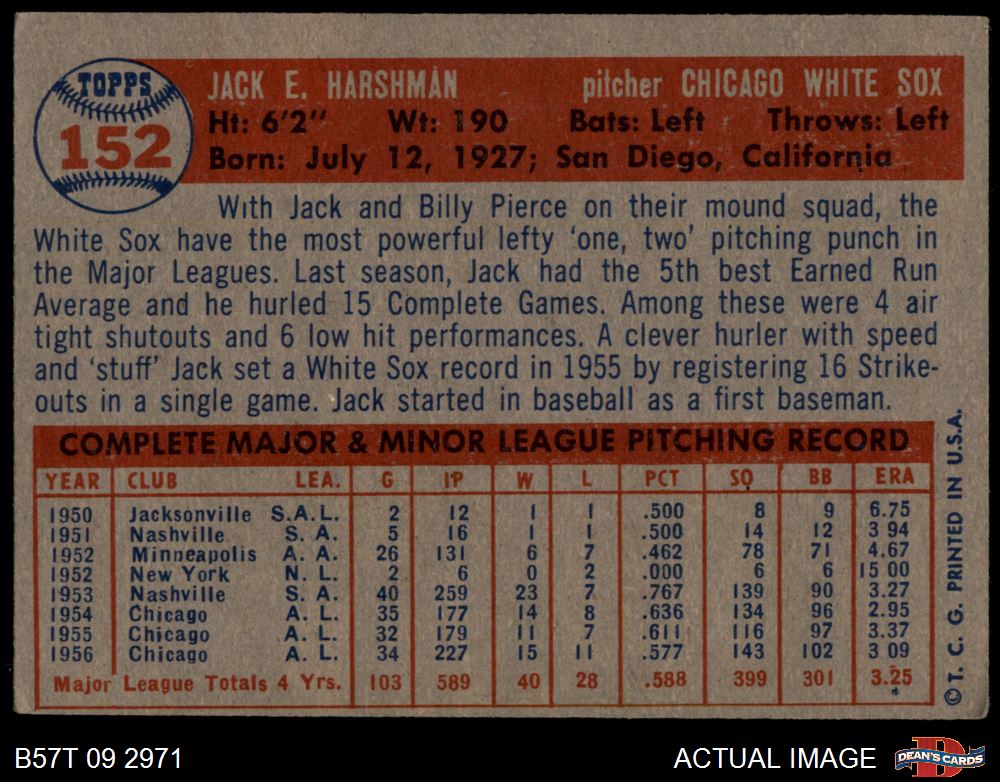 TOPPS
152
JACK E. HARSHMAN pitcher CHICAGO WHITE SOX
Ht: 6'2" Wt: 190 Bats: Left Throws: Left
Born: July 12, 1927; San Diego, California
With Jack and Billy Pierce on their mound squad, the
White Sox have the most powerful lefty 'one, two' pitching punch in
the Major Leagues. Last season, Jack had the 5th best Earned Run
Average and he hurled 15 Complete Games. Among these were 4 air
tight shutouts and 6 low hit performances. A clever hurler with speed
and 'stuff' Jack set a White Sox record in 1955 by registering 16 Strike-
outs in a single game. Jack started in baseball as a first baseman.
COMPLETE MAJOR & MINOR LEAGUE PITCHING RECORD
YEAR CLUB LEA. G IP W L PCT SO BB ERA
1950 Jacksonville S.A.L. 2 12 1 1 .500 8 9 6.75
1951 Nashville S. A. 5 16 1 1 .500 14 12 3 94
1952 Minneapolis A. A. 26 131 6 7 .462 78 71 4.67
1952 New York N. L. 2 6 0 2 .000 6 6 15 00
1953 Nashville S. A. 40 259 23 7 .767 139 90 3.27
1954 Chicago A. L. 35 177 14 8 .636 134 96 2.95
1955 Chicago A. L. 32 179 11 7 .611 116 97 3.37
1956 Chicago A. L. 34 227 15 11 .577 143 102 3 09
Major League Totals 4 Yrs. 103 589 40 28 .588 399 301 3.25
© T. C. G. PRINTED IN U.S.A.
B57T 09 2971 ACTUAL IMAGE DEAN'S CARDS